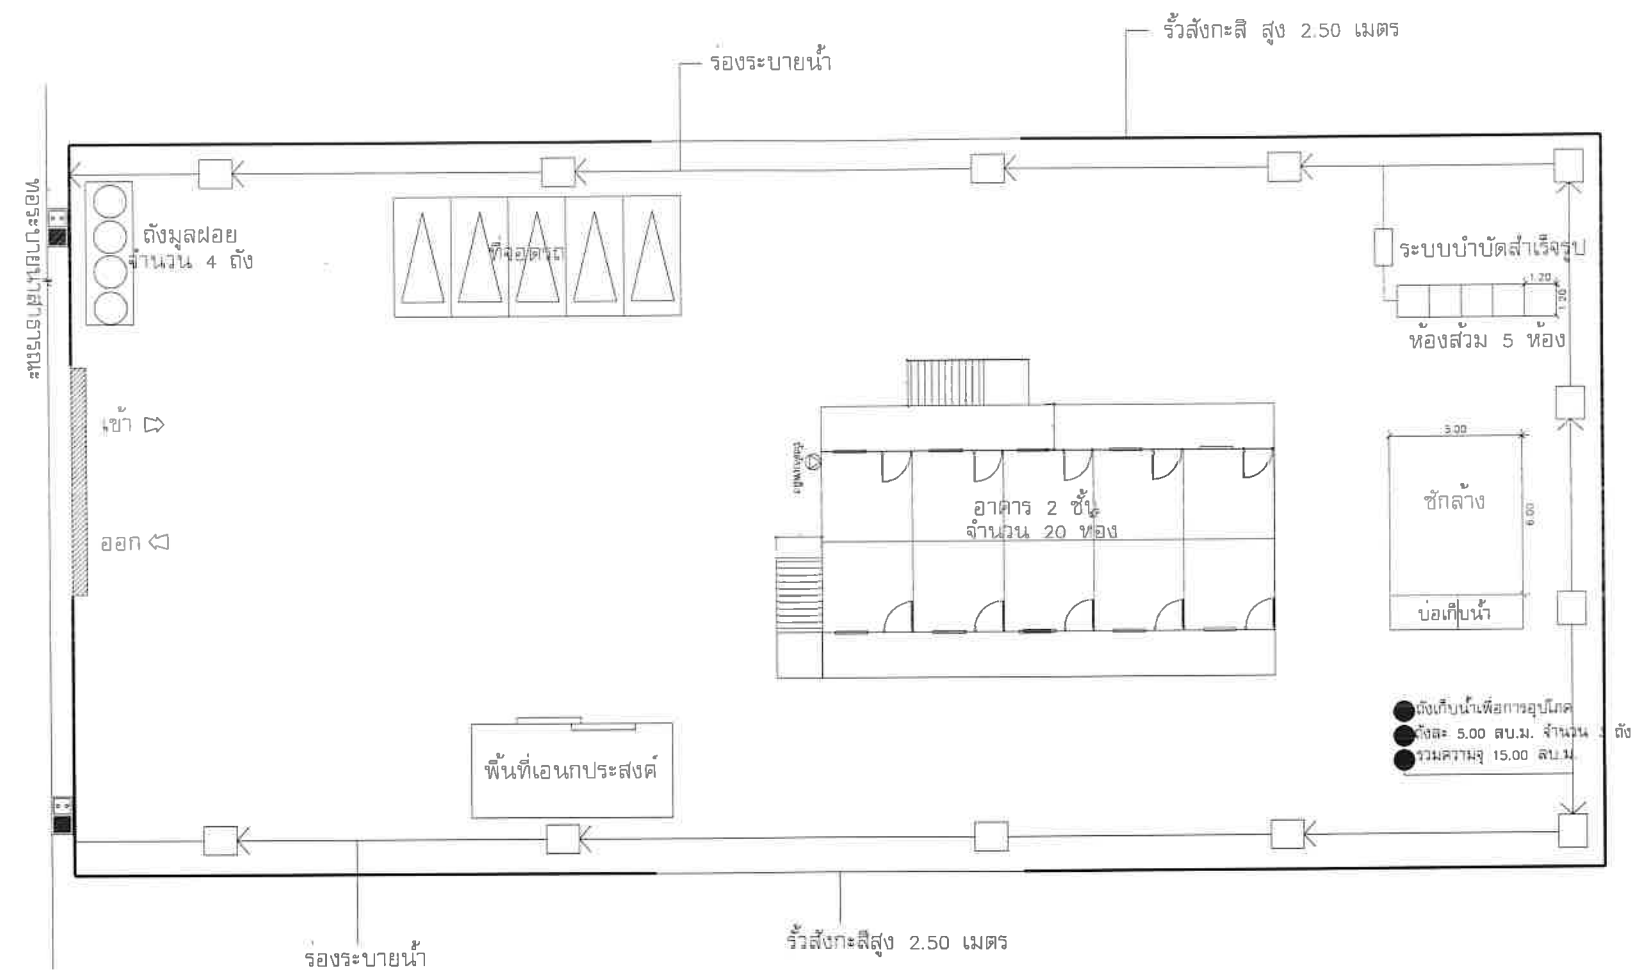 รั้วสังกะสี สูง 2.50 เมตร
ร่องระบายน้ำ
ท่อระบายน้ำสาธารณะ
ถังมูลฝอย
จำนวน 4 ถัง
ที่จอดรถ
ระบบบำบัดสำเร็จรูป
1.20
1.20
ห้องส้วม 5 ห้อง
เข้า
ออก
อาคาร 2 ชั้น
จำนวน 20 ห้อง
3.00
ซักล้าง
6.00
บ่อเก็บน้ำ
ถังเก็บน้ำเพื่อการอุปโภค
ถังละ 5.00 ลบ.ม. จำนวน ถัง
รวมความจุ 15.00 ลบ.ม.
พื้นที่เอนกประสงค์
รั้วสังกะสีสูง 2.50 เมตร
ร่องระบายน้ำ